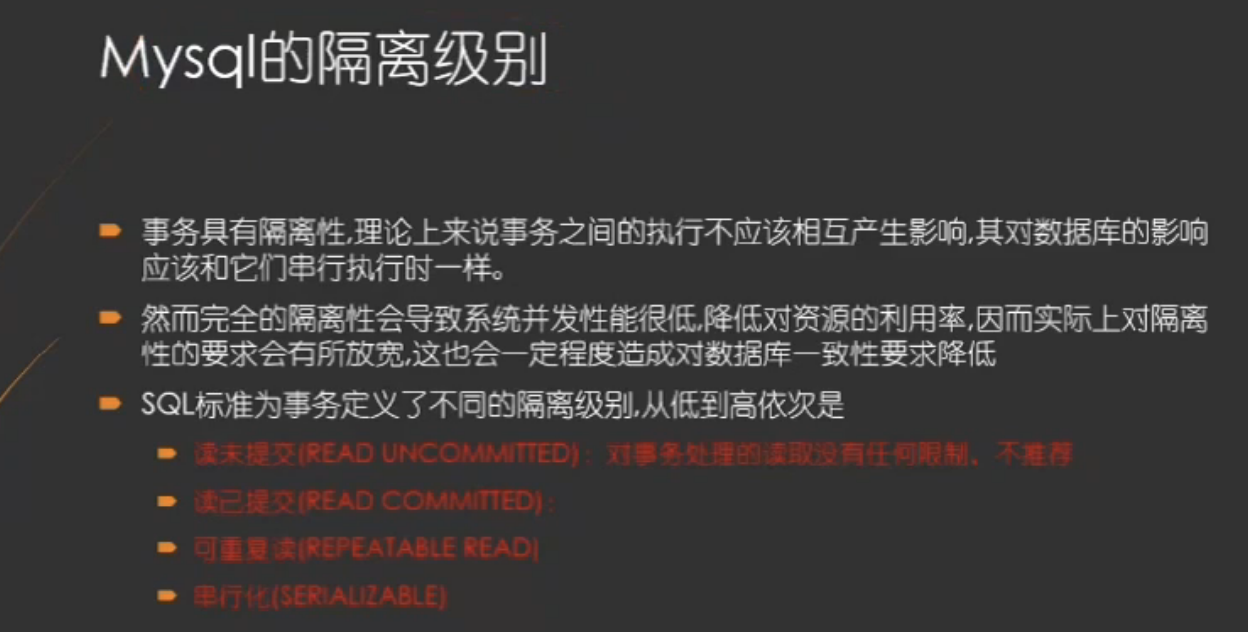 Mysql的隔离级别
事务具有隔离性,理论上来说事务之间的执行不应该相互产生影响,其对数据库的影响
应该和它们串行执行时一样。
然而完全的隔离性会导致系统并发性能很低,降低对资源的利用率,因而实际上对隔离
性的要求会有所放宽,这也会一定程度造成对数据库一致性要求降低
SQL标准为事务定义了不同的隔离级别,从低到高依次是
读未提交(READ UNCOMMITTED)：对事务处理的读取没有任何限制、不推荐
读已提交(READ COMMITTED)：
可重复读(REPEATABLE READ)
串行化(SERIALIZABLE)